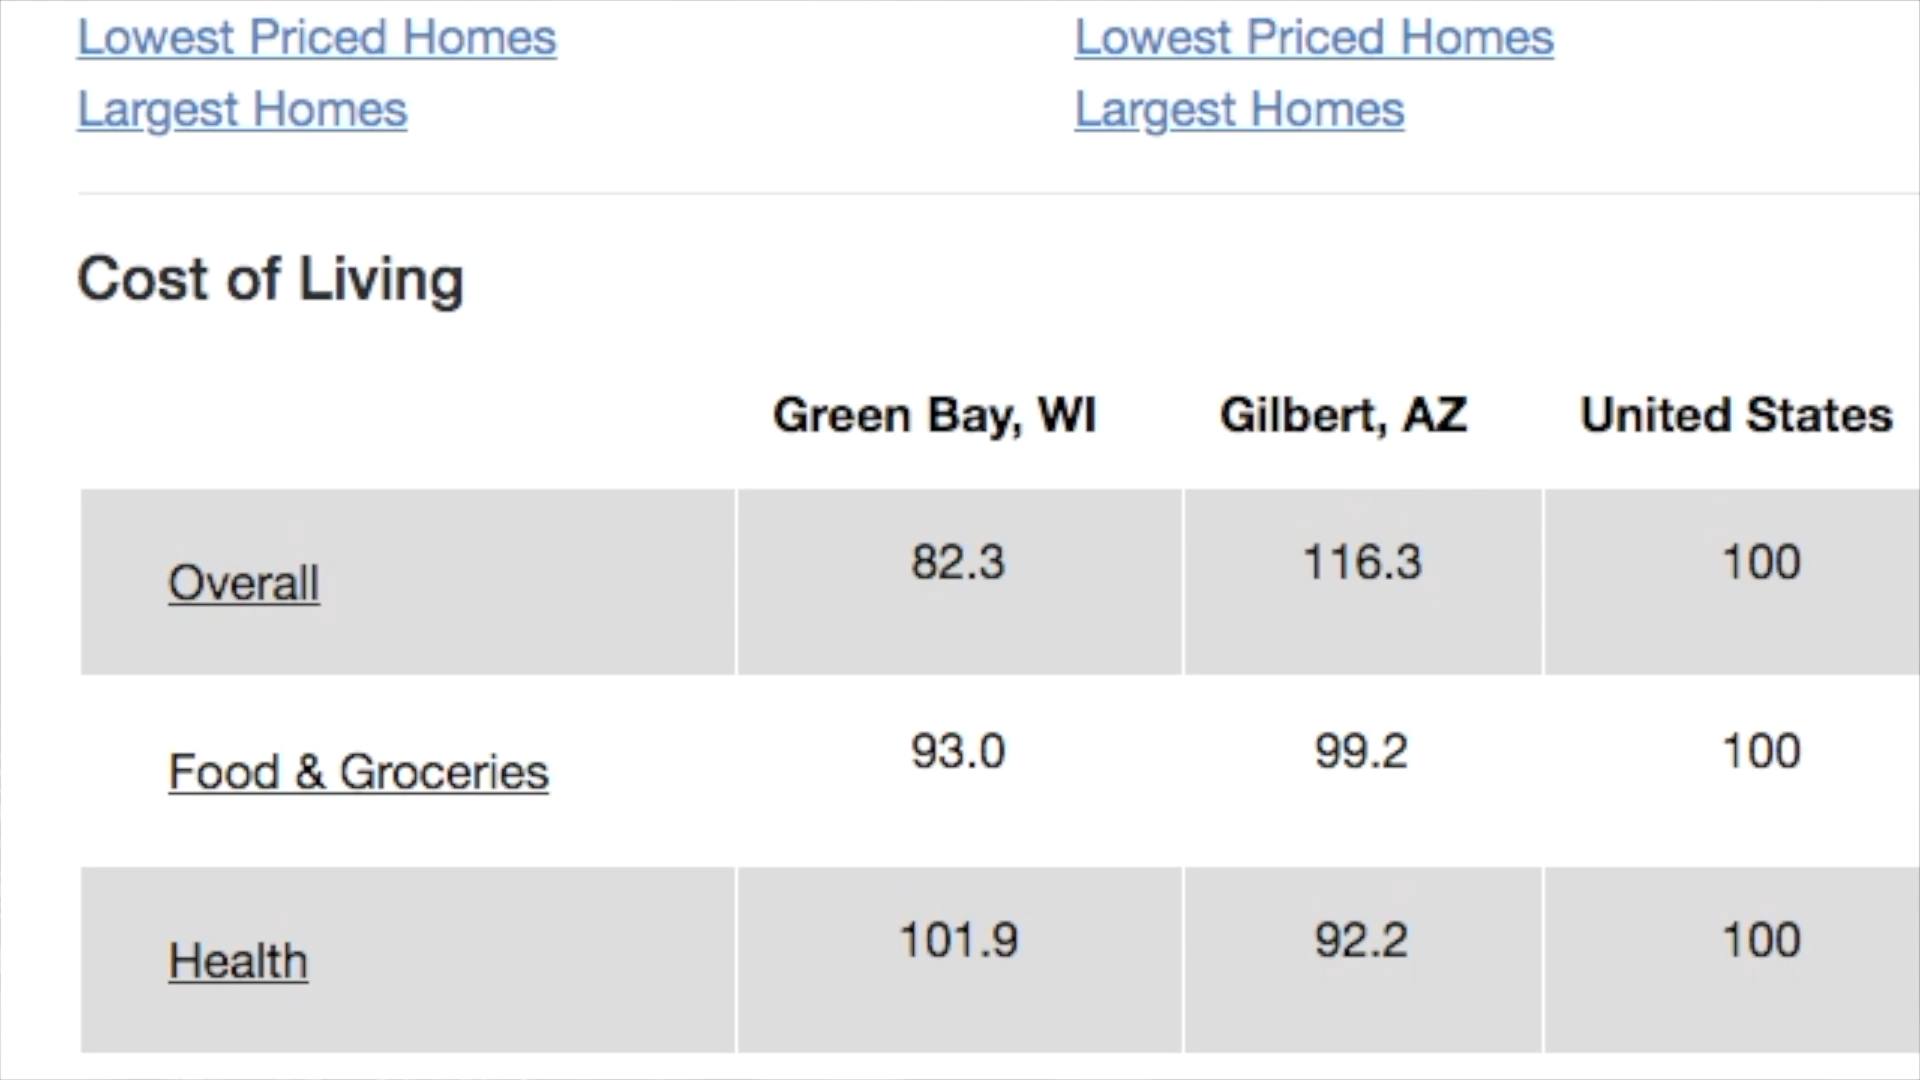 Lowest Priced Homes Lowest Priced Homes
Largest Homes Largest Homes
Cost of Living
Green Bay, WI Gilbert, AZ United States
Overall 82.3 116.3 100
Food & Groceries 93.0 99.2 100
Health 101.9 92.2 100